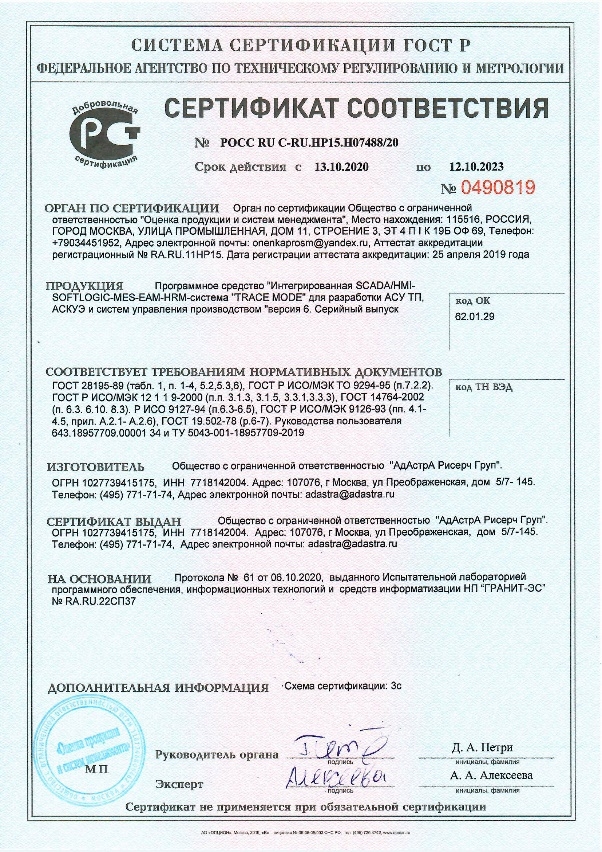 СИСТЕМА СЕРТИФИКАЦИИ ГОСТ Р
ФЕДЕРАЛЬНОЕ АГЕНТСТВО ПО ТЕХНИЧЕСКОМУ РЕГУЛИРОВАНИЮ И МЕТРОЛОГИИ
Добровольная
сертификация
СЕРТИФИКАТ СООТВЕТСТВИЯ
№ РОСС RU C-RU.НР15.Н07488/20
Срок действия с 13.10.2020 по 12.10.2023
№ 0490819
ОРГАН ПО СЕРТИФИКАЦИИ Орган по сертификации Общество с ограниченной
ответственностью "Оценка продукции и систем менеджмента", Место нахождения: 115516, РОССИЯ,
ГОРОД МОСКВА, УЛИЦА ПРОМЫШЛЕННАЯ, ДОМ 11, СТРОЕНИЕ 3, ЭТ 4 П I К 19Б ОФ 69, Телефон:
+79034451952, Адрес электронной почты: onenkaprosm@yandex.ru, Аттестат аккредитации
регистрационный № RA.RU.11НР15. Дата регистрации аттестата аккредитации: 25 апреля 2019 года
ПРОДУКЦИЯ Программное средство "Интегрированная SCADA/HMI-
SOFTLOGIC-MES-EAM-HRM-система "TRACE MODE" для разработки АСУ ТП,
АСКУЭ и систем управления производством "версия 6. Серийный выпуск
код ОК
62.01.29
СООТВЕТСТВУЕТ ТРЕБОВАНИЯМ НОРМАТИВНЫХ ДОКУМЕНТОВ
ГОСТ 28195-89 (табл. 1, п. 1-4, 5.2,5.3,6), ГОСТ Р ИСО/МЭК ТО 9294-95 (п.7.2.2).
ГОСТ Р ИСО/МЭК 12 1 1 9-2000 (п.п. 3.1.3, 3.1.5, 3.3.1,3.3.3), ГОСТ 14764-2002
(п. 6.3. 6.10. 8.3). Р ИСО 9127-94 (п.6.3-6.5), ГОСТ Р ИСО/МЭК 9126-93 (пп. 4.1-
4.5, прил. А.2.1- А.2.6), ГОСТ 19.502-78 (р.6-7). Руководства пользователя
643.18957709.00001 34 и ТУ 5043-001-18957709-2019
код ТН ВЭД
ИЗГОТОВИТЕЛЬ Общество с ограниченной ответственностью "АдАстрА Рисерч Груп".
ОГРН 1027739415175, ИНН 7718142004. Адрес: 107076, г Москва, ул Преображенская, дом 5/7- 145.
Телефон: (495) 771-71-74, Адрес электронной почты: adastra@adastra.ru
СЕРТИФИКАТ ВЫДАН Общество с ограниченной ответственностью "АдАстрА Рисерч Груп".
ОГРН 1027739415175, ИНН 7718142004. Адрес: 107076, г Москва, ул Преображенская, дом 5/7-145.
Телефон: (495) 771-71-74, Адрес электронной почты: adastra@adastra.ru
НА ОСНОВАНИИ Протокола № 61 от 06.10.2020, выданного Испытательной лабораторией
программного обеспечения, информационных технологий и средств информатизации НП "ГРАНИТ-ЭС"
№ RA.RU.22СП37
ДОПОЛНИТЕЛЬНАЯ ИНФОРМАЦИЯ Схема сертификации: 3с
«Оценка продукции
и систем менеджмента»
МП
Руководитель органа Д. А. Петри
подпись инициалы, фамилия
Эксперт Алексеева А. А. Алексеева
подпись инициалы, фамилия
Сертификат не применяется при обязательной сертификации